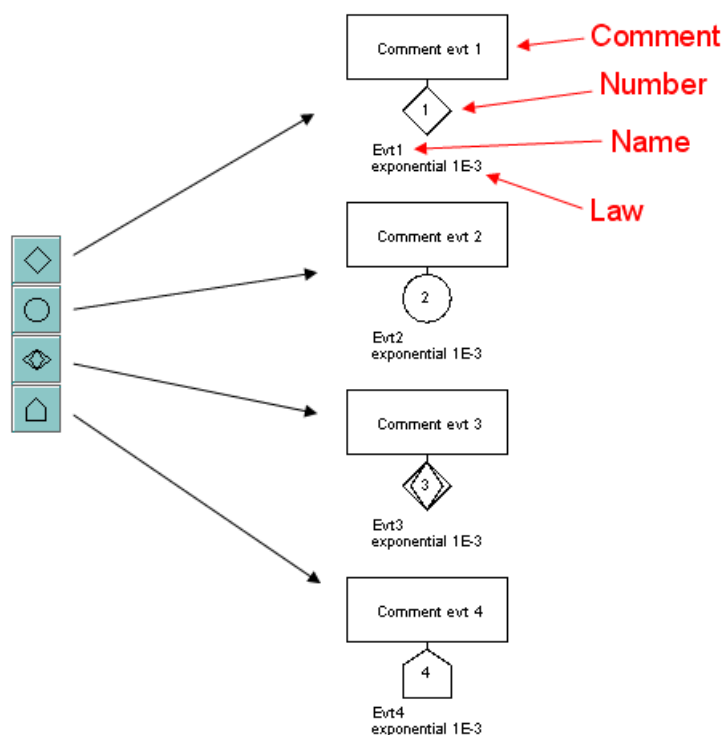 Comment evt 1
Comment
1
Number
Evt1
Name
exponential 1E-3
Law
Comment evt 2
2
Evt2
exponential 1E-3
Comment evt 3
3
Evt3
exponential 1E-3
Comment evt 4
4
Evt4
exponential 1E-3